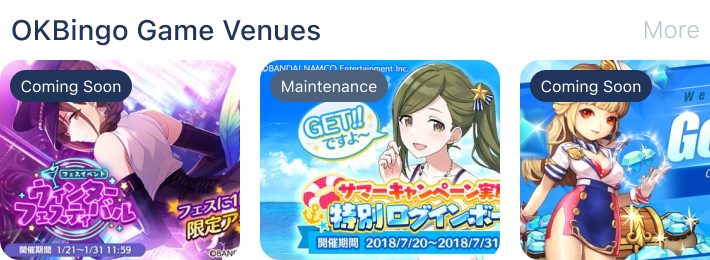 OKBingo Game Venues
More
Coming Soon
フェスイベント
ウィンター
フェスティバル
フェスに1
限定ア
開催期間 1/21～1/31 11:59
©BAN
©BANDAI NAMCO Entertainment Inc.
Maintenance
GET!!
ですよ～
サマーキャンペーン実施
特別ログインボー
開催期間 2018/7/20～2018/7/31
Coming Soon
We
Ge